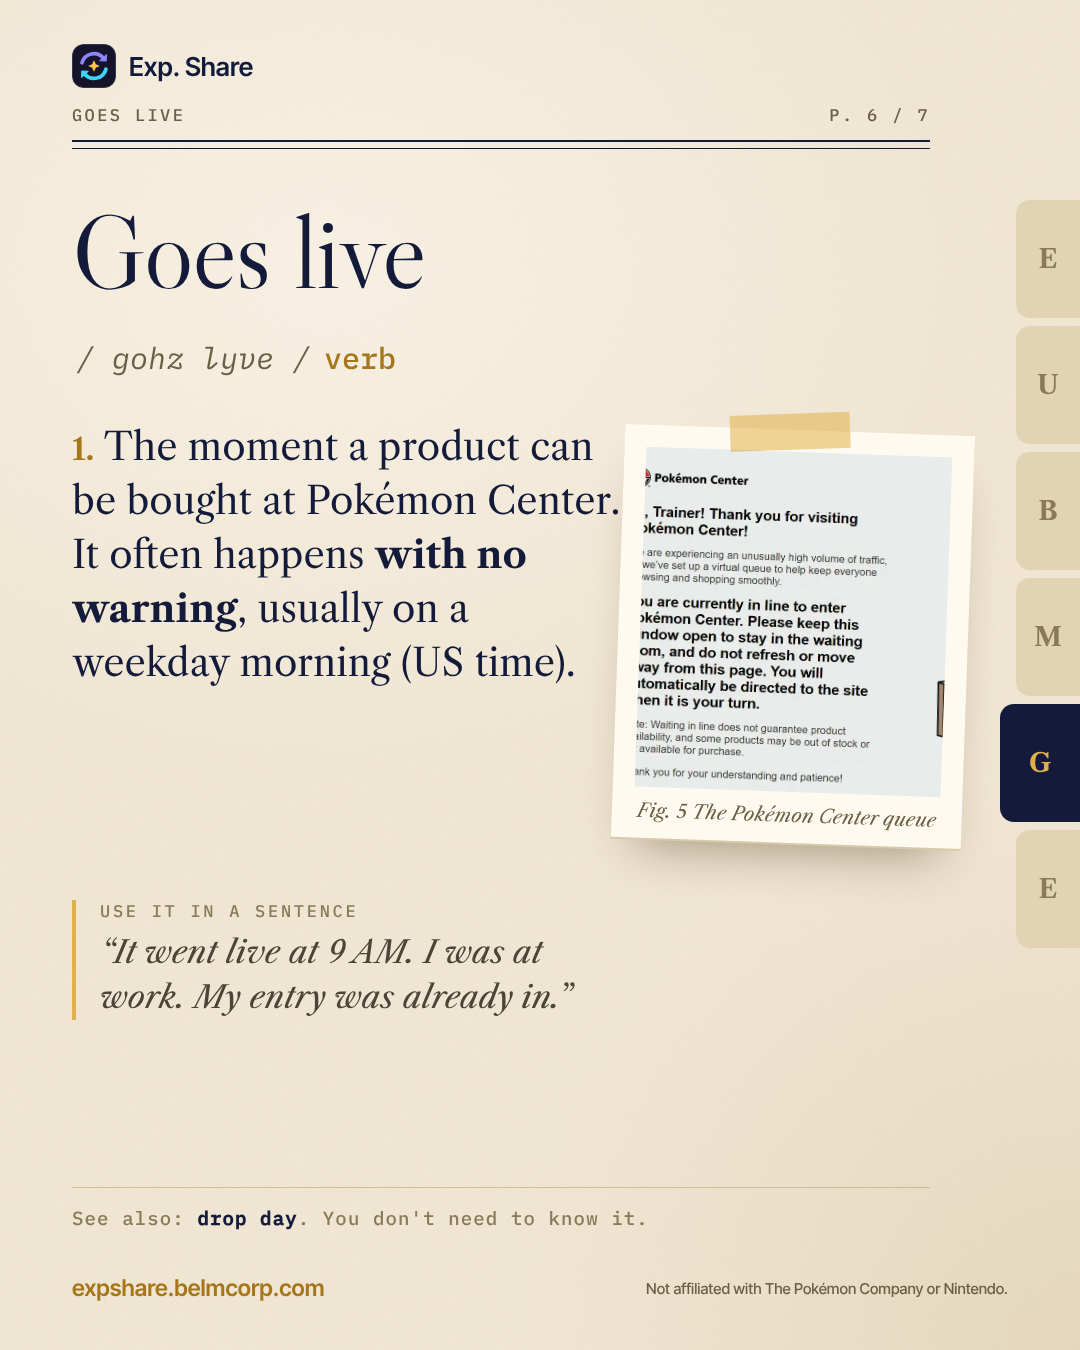 Exp. Share
GOES LIVE
P. 6 / 7
Goes live
/ gohz lyve / verb
1. The moment a product can
be bought at Pokémon Center.
It often happens with no
warning, usually on a
weekday morning (US time).
Pokémon Center
, Trainer! Thank you for visiting
okémon Center!
are experiencing an unusually high volume of traffic,
we've set up a virtual queue to help keep everyone
wsing and shopping smoothly.
ou are currently in line to enter
okémon Center. Please keep this
indow open to stay in the waiting
oom, and do not refresh or move
way from this page. You will
utomatically be directed to the site
hen it is your turn.
te: Waiting in line does not guarantee product
ailability, and some products may be out of stock or
available for purchase.
ank you for your understanding and patience!
Fig. 5 The Pokémon Center queue
USE IT IN A SENTENCE
“It went live at 9 AM. I was at
work. My entry was already in.”
See also: drop day. You don't need to know it.
expshare.belmcorp.com
Not affiliated with The Pokémon Company or Nintendo.
E
U
B
M
G
E